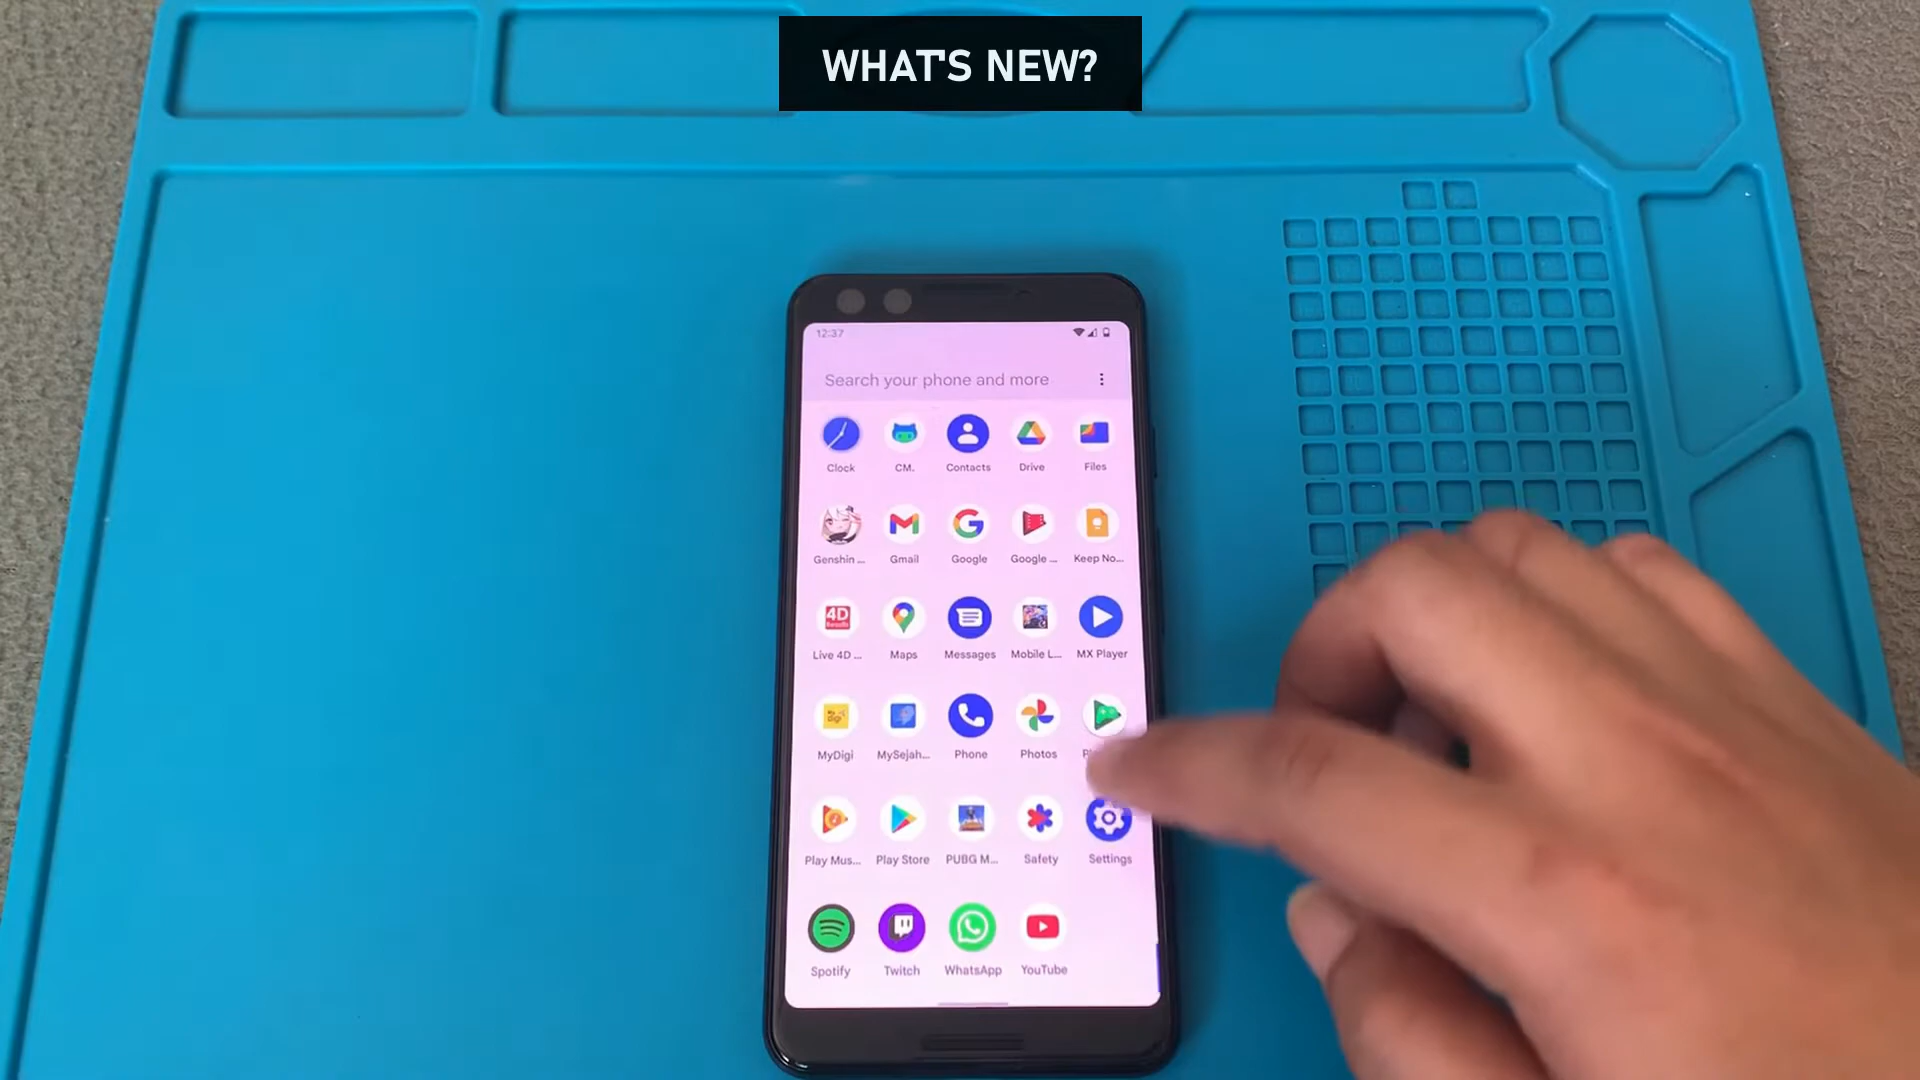 WHAT'S NEW?
12:37
Search your phone and more
Clock CM. Contacts Drive Files
Genshin ... Gmail Google Google ... Keep No...
4D
Results
Live 4D ... Maps Messages Mobile L... MX Player
MyDigi MySejah... Phone Photos
Play Mus... Play Store PUBG M... Safety Settings
Spotify Twitch WhatsApp YouTube